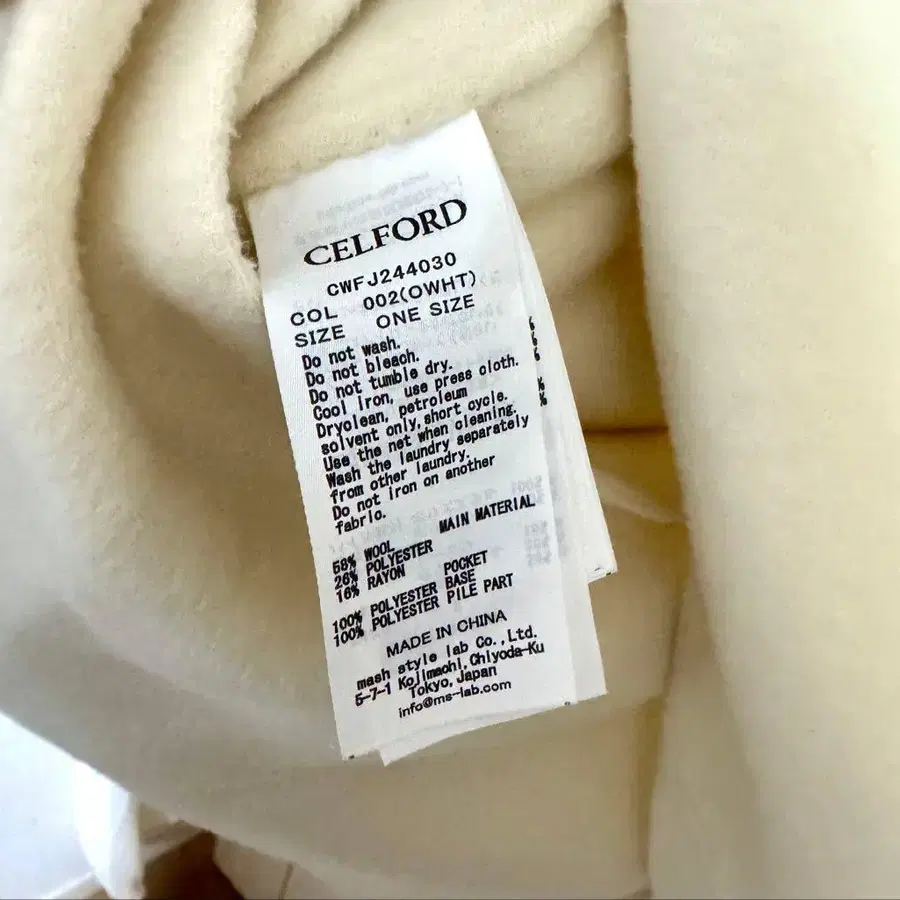 CELFORD
CWFJ244030
COL 002(OWHT)
SIZE ONE SIZE
Do not wash.
Do not bleach.
Do not tumble dry.
Cool iron, use press cloth.
Dryclean, petroleum
solvent only, short cycle.
Use the net when cleaning.
Wash the laundry separately
from other laundry.
Do not iron on another
fabric.
MAIN MATERIAL
58% WOOL
26% POLYESTER
16% RAYON
POCKET
100% POLYESTER BASE
100% POLYESTER PILE PART
MADE IN CHINA
mash style lab Co.,Ltd.
5-7-1 Kojimachi,Chiyoda-Ku
Tokyo, Japan
info@ms-lab.com